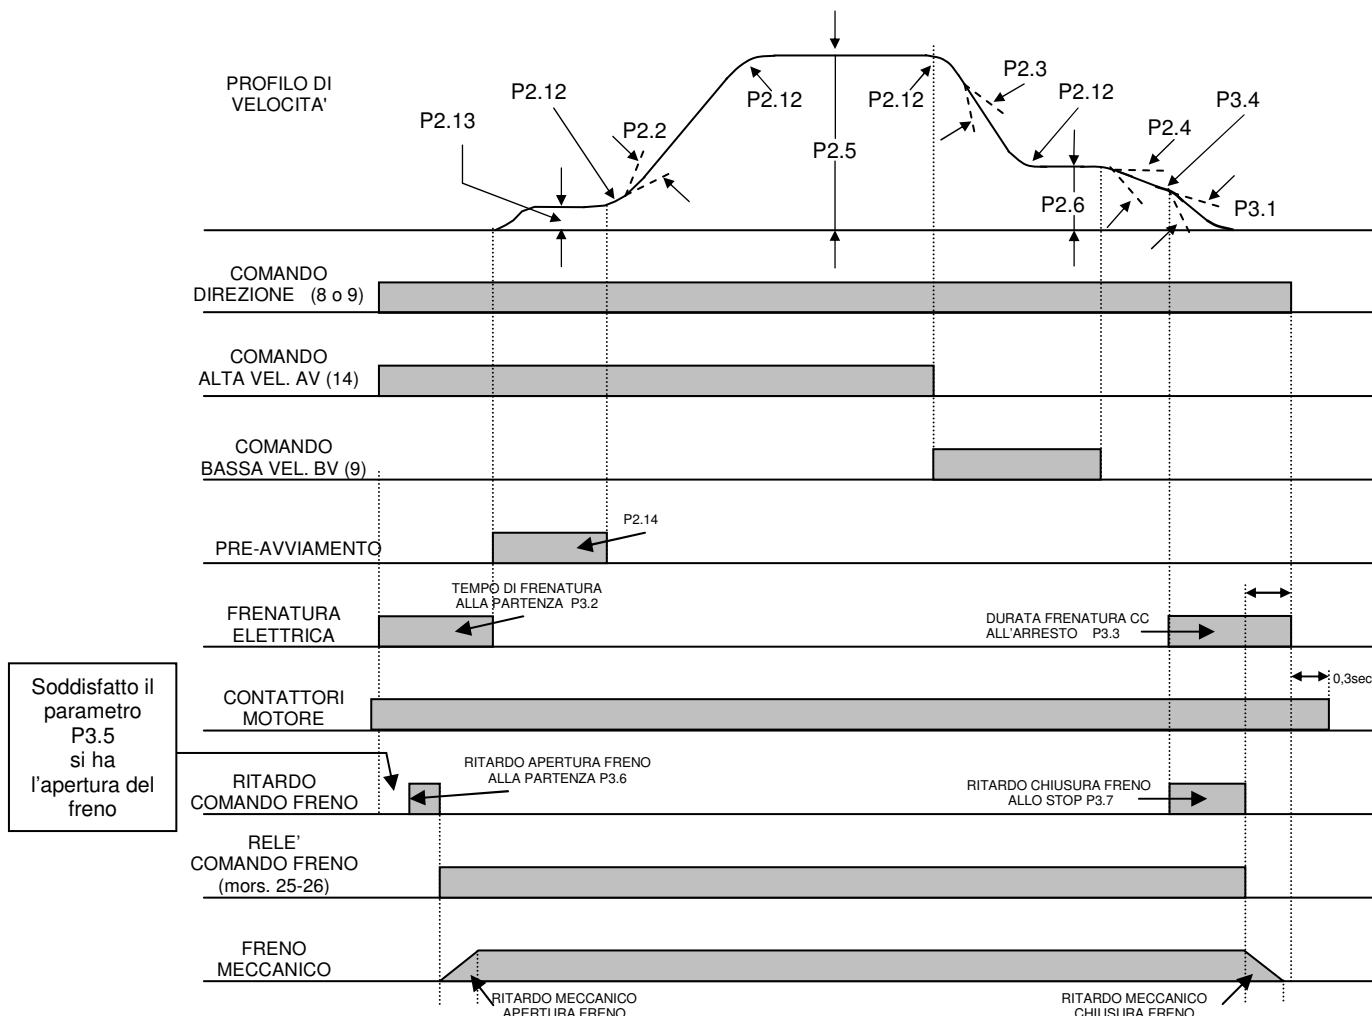 PROFILO DI
VELOCITA'
P2.13
P2.12
P2.2
P2.12
P2.5
P2.12
P2.3
P2.12
P2.6
P2.4
P3.4
P3.1
COMANDO
DIREZIONE (8 o 9)
COMANDO
ALTA VEL. AV (14)
COMANDO
BASSA VEL. BV (9)
PRE-AVVIAMENTO
P2.14
FRENATURA
ELETTRICA
TEMPO DI FRENATURA
ALLA PARTENZA P3.2
DURATA FRENATURA CC
ALL'ARRESTO P3.3
CONTATTORI
MOTORE
0,3sec
Soddisfatto il
parametro
P3.5
si ha
l'apertura del
freno
RITARDO
COMANDO FRENO
RITARDO APERTURA FRENO
ALLA PARTENZA P3.6
RITARDO CHIUSURA FRENO
ALLO STOP P3.7
RELE'
COMANDO FRENO
(mors. 25-26)
FRENO
MECCANICO
RITARDO MECCANICO
APERTURA FRENO
RITARDO MECCANICO
CHIUSURA FRENO